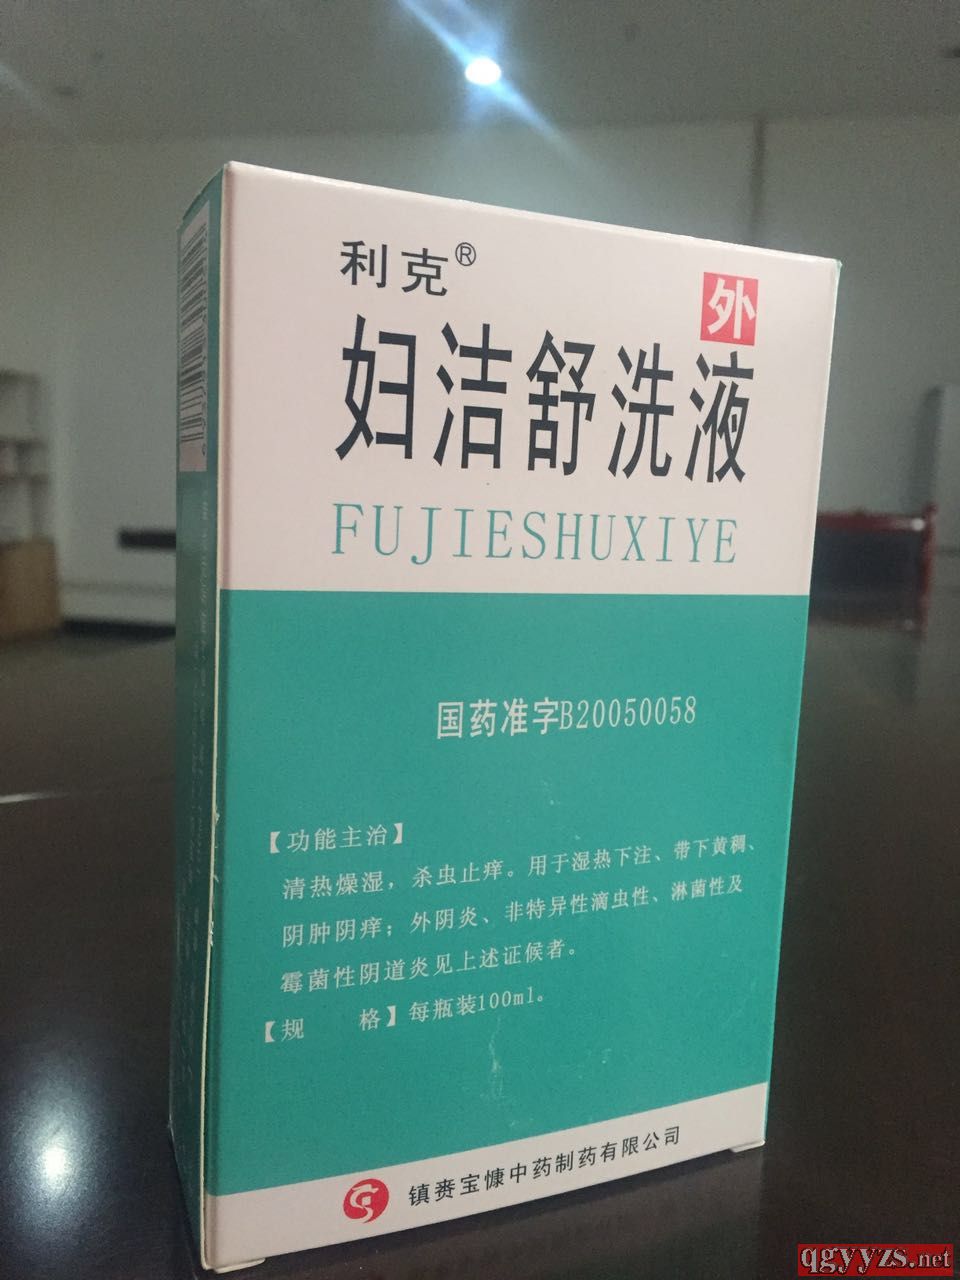 利克®
外
妇洁舒洗液
FUJIESHUXIYE
国药准字B20050058
【功能主治】
清热燥湿，杀虫止痒。用于湿热下注、带下黄稠、
阴肿阴痒；外阴炎、非特异性滴虫性、淋菌性及
霉菌性阴道炎见上述证候者。
【规 格】每瓶装100ml。
镇赉宝慷中药制药有限公司
qgyyzs.net